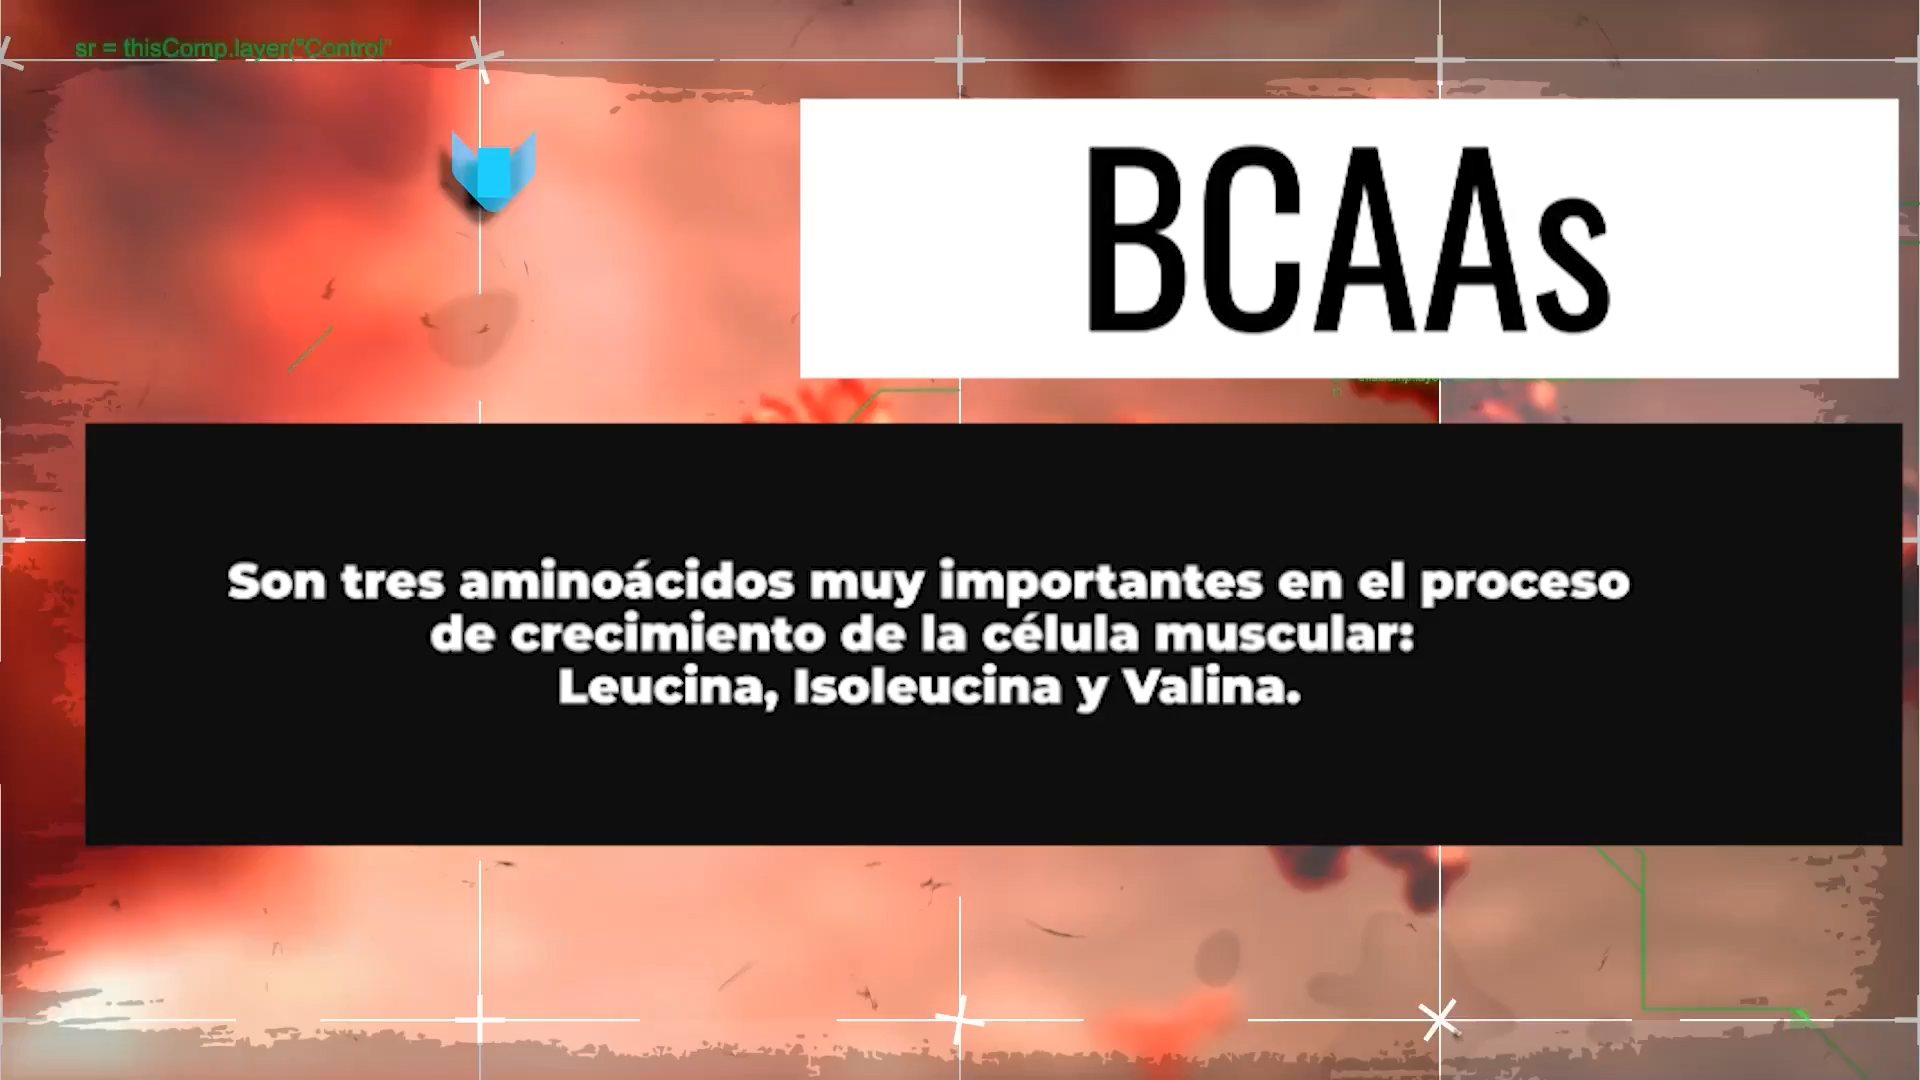 sr = thisComp.layer("Control"
BCAAs
Son tres aminoácidos muy importantes en el proceso
de crecimiento de la célula muscular:
Leucina, Isoleucina y Valina.